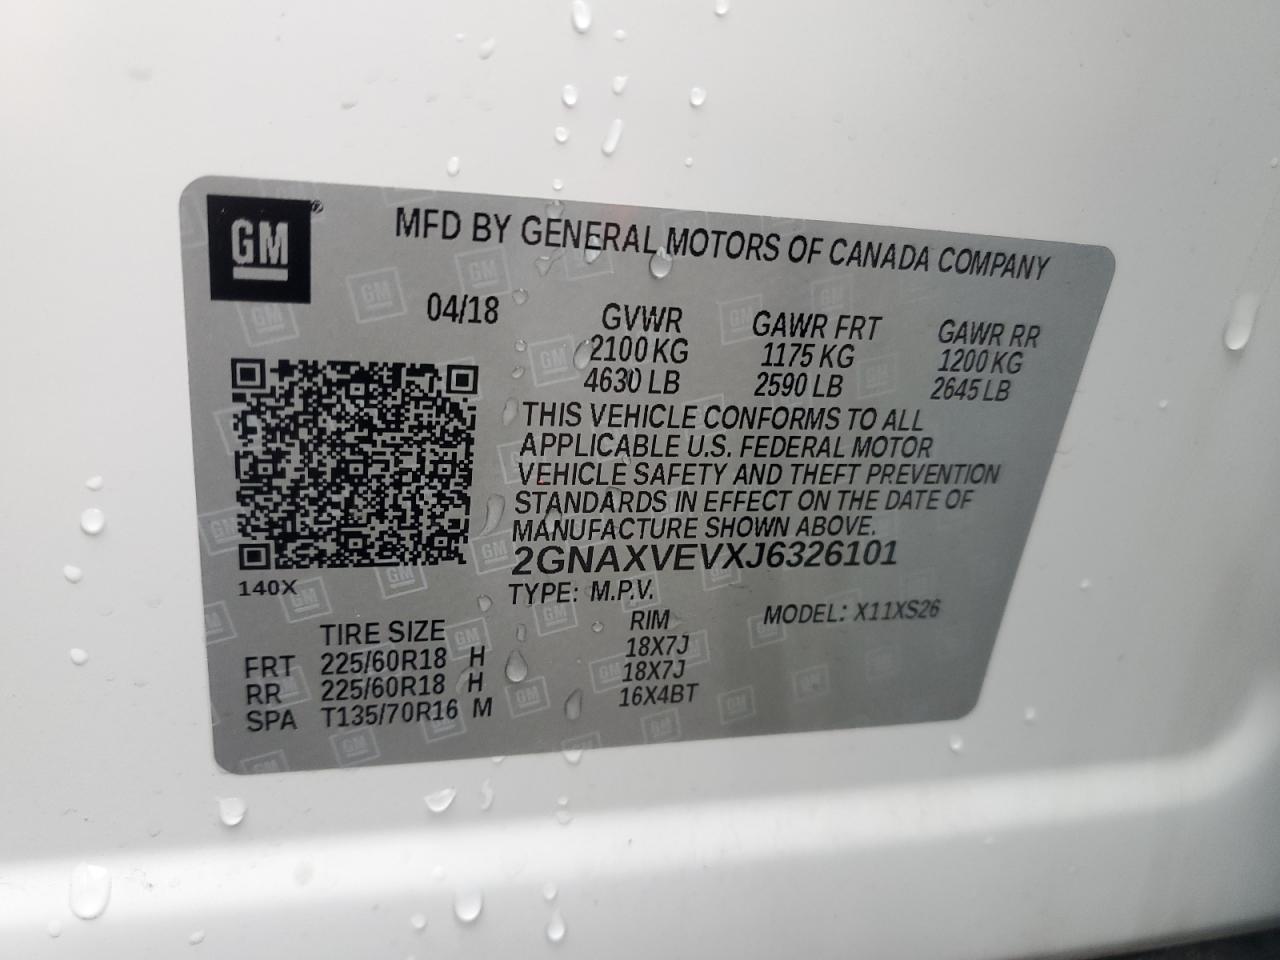 GM
MFD BY GENERAL MOTORS OF CANADA COMPANY
04/18 GVWR GAWR FRT GAWR RR
2100 KG 1175 KG 1200 KG
4630 LB 2590 LB 2645 LB
THIS VEHICLE CONFORMS TO ALL
APPLICABLE U.S. FEDERAL MOTOR
VEHICLE SAFETY AND THEFT PREVENTION
STANDARDS IN EFFECT ON THE DATE OF
MANUFACTURE SHOWN ABOVE.
2GNAXVEVXJ6326101
140X
TYPE: M.P.V. MODEL: X11XS26
TIRE SIZE RIM
FRT 225/60R18 H 18X7J
RR 225/60R18 H 18X7J
SPA T135/70R16 M 16X4BT